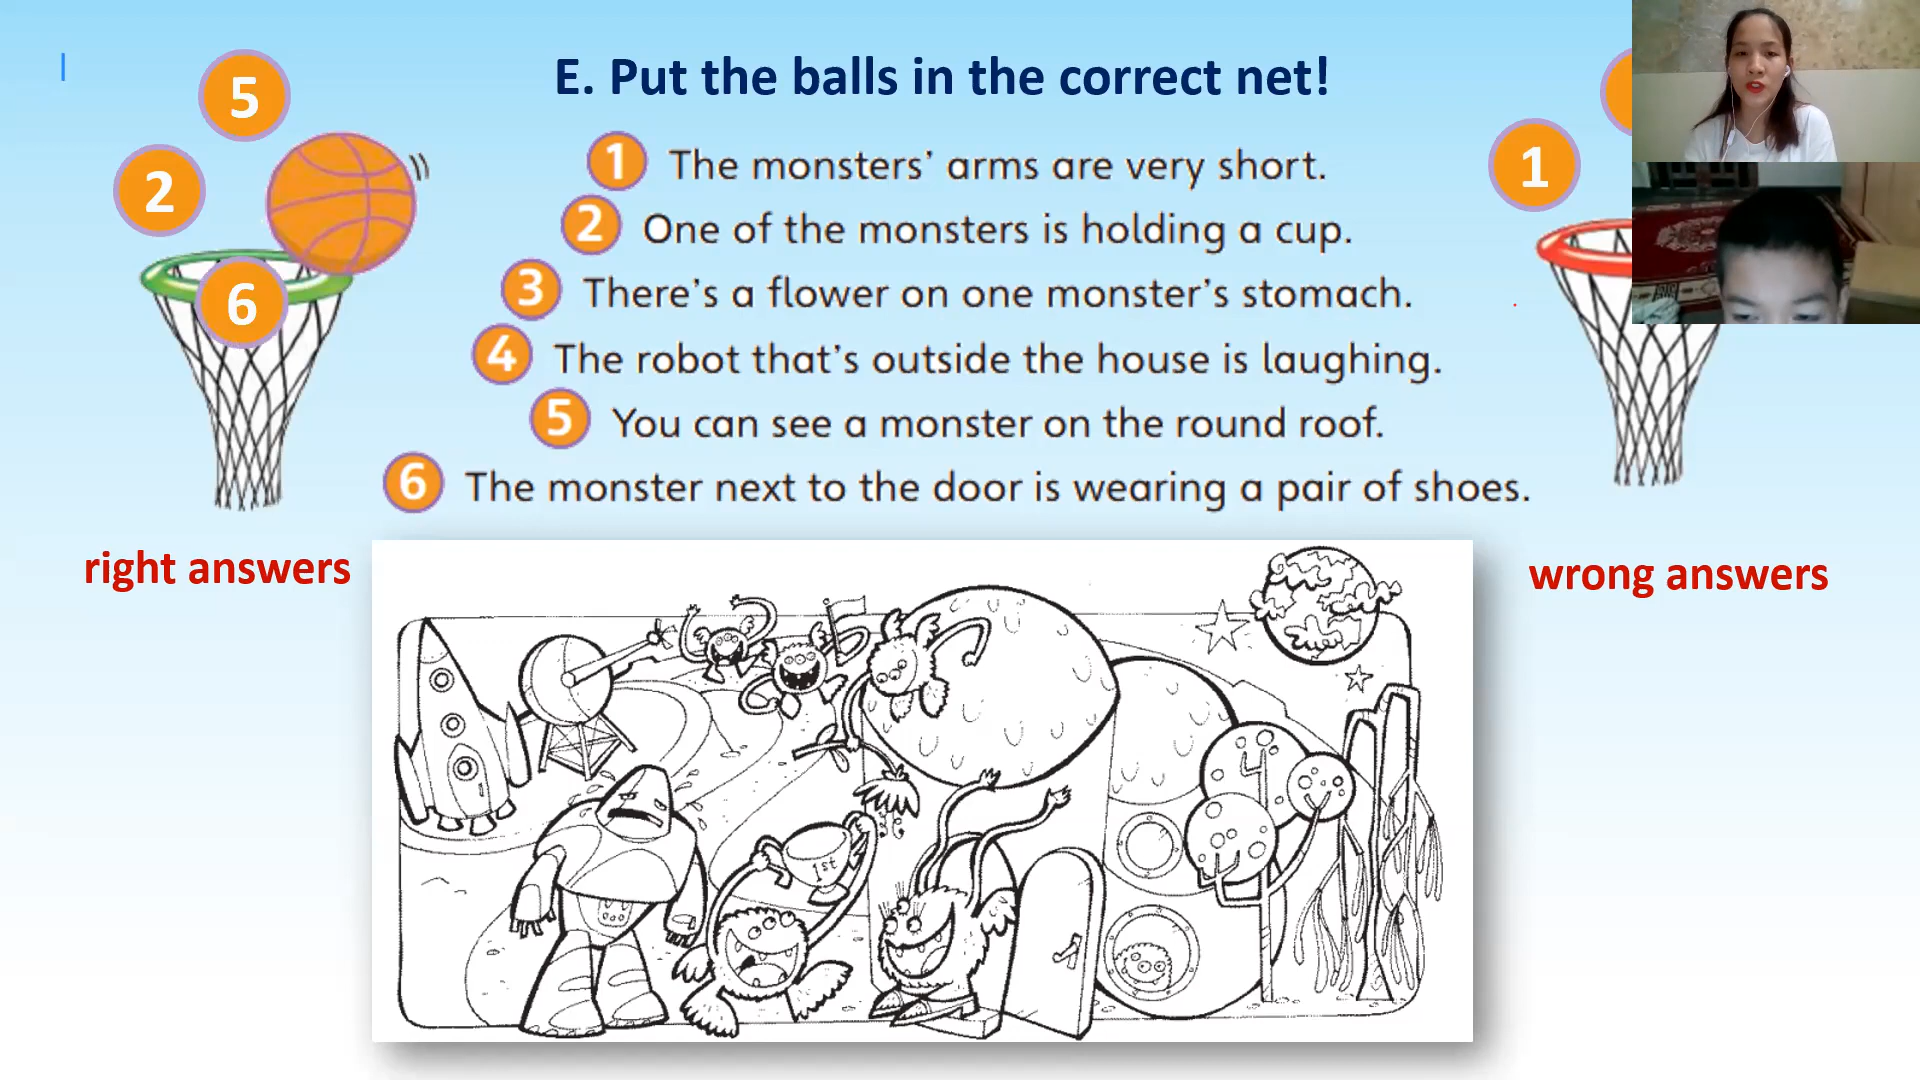 E. Put the balls in the correct net!
5
2
6
1
1 The monsters’ arms are very short.
2 One of the monsters is holding a cup.
3 There’s a flower on one monster’s stomach.
4 The robot that’s outside the house is laughing.
5 You can see a monster on the round roof.
6 The monster next to the door is wearing a pair of shoes.
right answers
wrong answers
1st